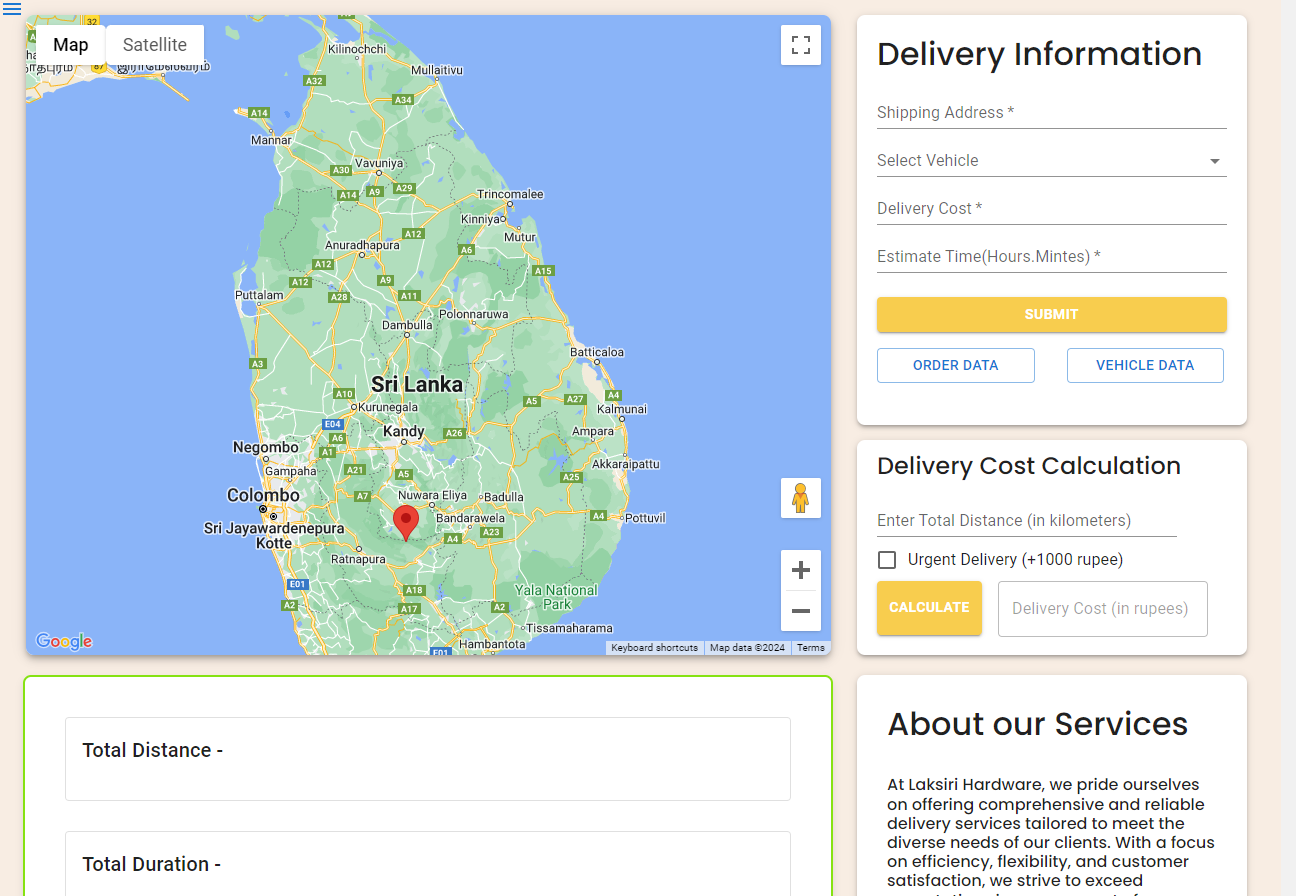 Map
Satellite
32
A
87
Kilinochchi
Mullaitivu
A32
A34
A14
Mannar
Vavuniya
A30
A14
A9
A29
Trincomalee
Kinniya
Mutur
A12
Anuradhapura
A6
A12
A15
A12
A9
Puttalam
A28
A11
Polonnaruwa
Dambulla
Batticaloa
A3
Sri Lanka
A10
A5
A27
A4
Kurunegala
Kalmunai
E04
Kandy
A26
Ampara
A6
Negombo
A1
Gampaha
A21
A5
Akkaraipattu
A25
Colombo
A7
Nuwara Eliya
Badulla
Sri Jayawardenepura
Kotte
Bandarawela
A4
Pottuvil
A4
A23
Ratnapura
E01
A18
Yala National
Park
A2
A17
A2
Tissamaharama
Hambantota
E01
Google
Keyboard shortcuts
Map data ©2024
Terms
Delivery Information
Shipping Address *
Select Vehicle
Delivery Cost *
Estimate Time(Hours.Mintes) *
SUBMIT
ORDER DATA
VEHICLE DATA
Delivery Cost Calculation
Enter Total Distance (in kilometers)
Urgent Delivery (+1000 rupee)
CALCULATE
Delivery Cost (in rupees)
Total Distance -
Total Duration -
About our Services
At Laksiri Hardware, we pride ourselves
on offering comprehensive and reliable
delivery services tailored to meet the
diverse needs of our clients. With a focus
on efficiency, flexibility, and customer
satisfaction, we strive to exceed